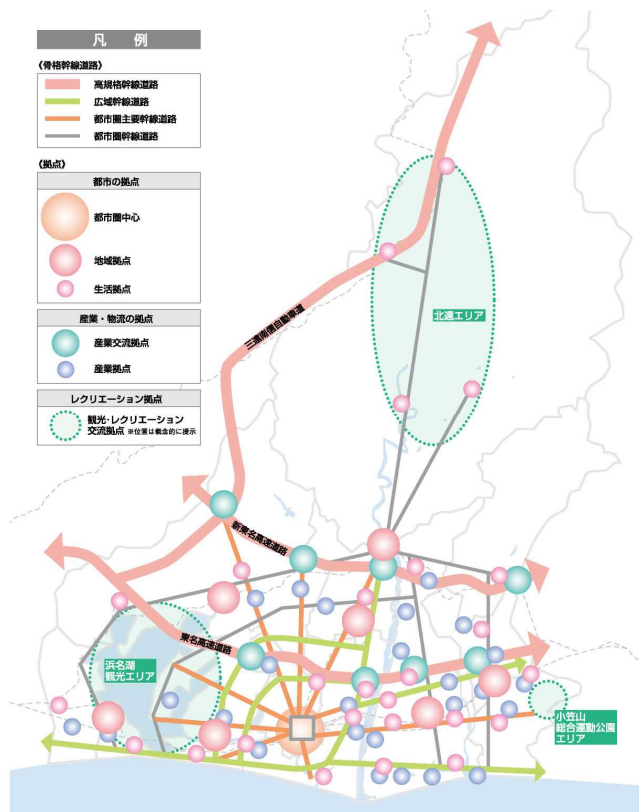 凡 例
《骨格幹線道路》
高規格幹線道路
広域幹線道路
都市圏主要幹線道路
都市圏幹線道路
《拠点》
都市の拠点
都市圏中心
地域拠点
生活拠点
産業・物流の拠点
産業交流拠点
産業拠点
レクリエーション拠点
観光・レクリエーション
交流拠点 ※位置は概念的に提示
三遠南信自動車道
北遠エリア
新東名高速道路
東名高速道路
浜名湖
観光エリア
小笠山
総合運動公園
エリア